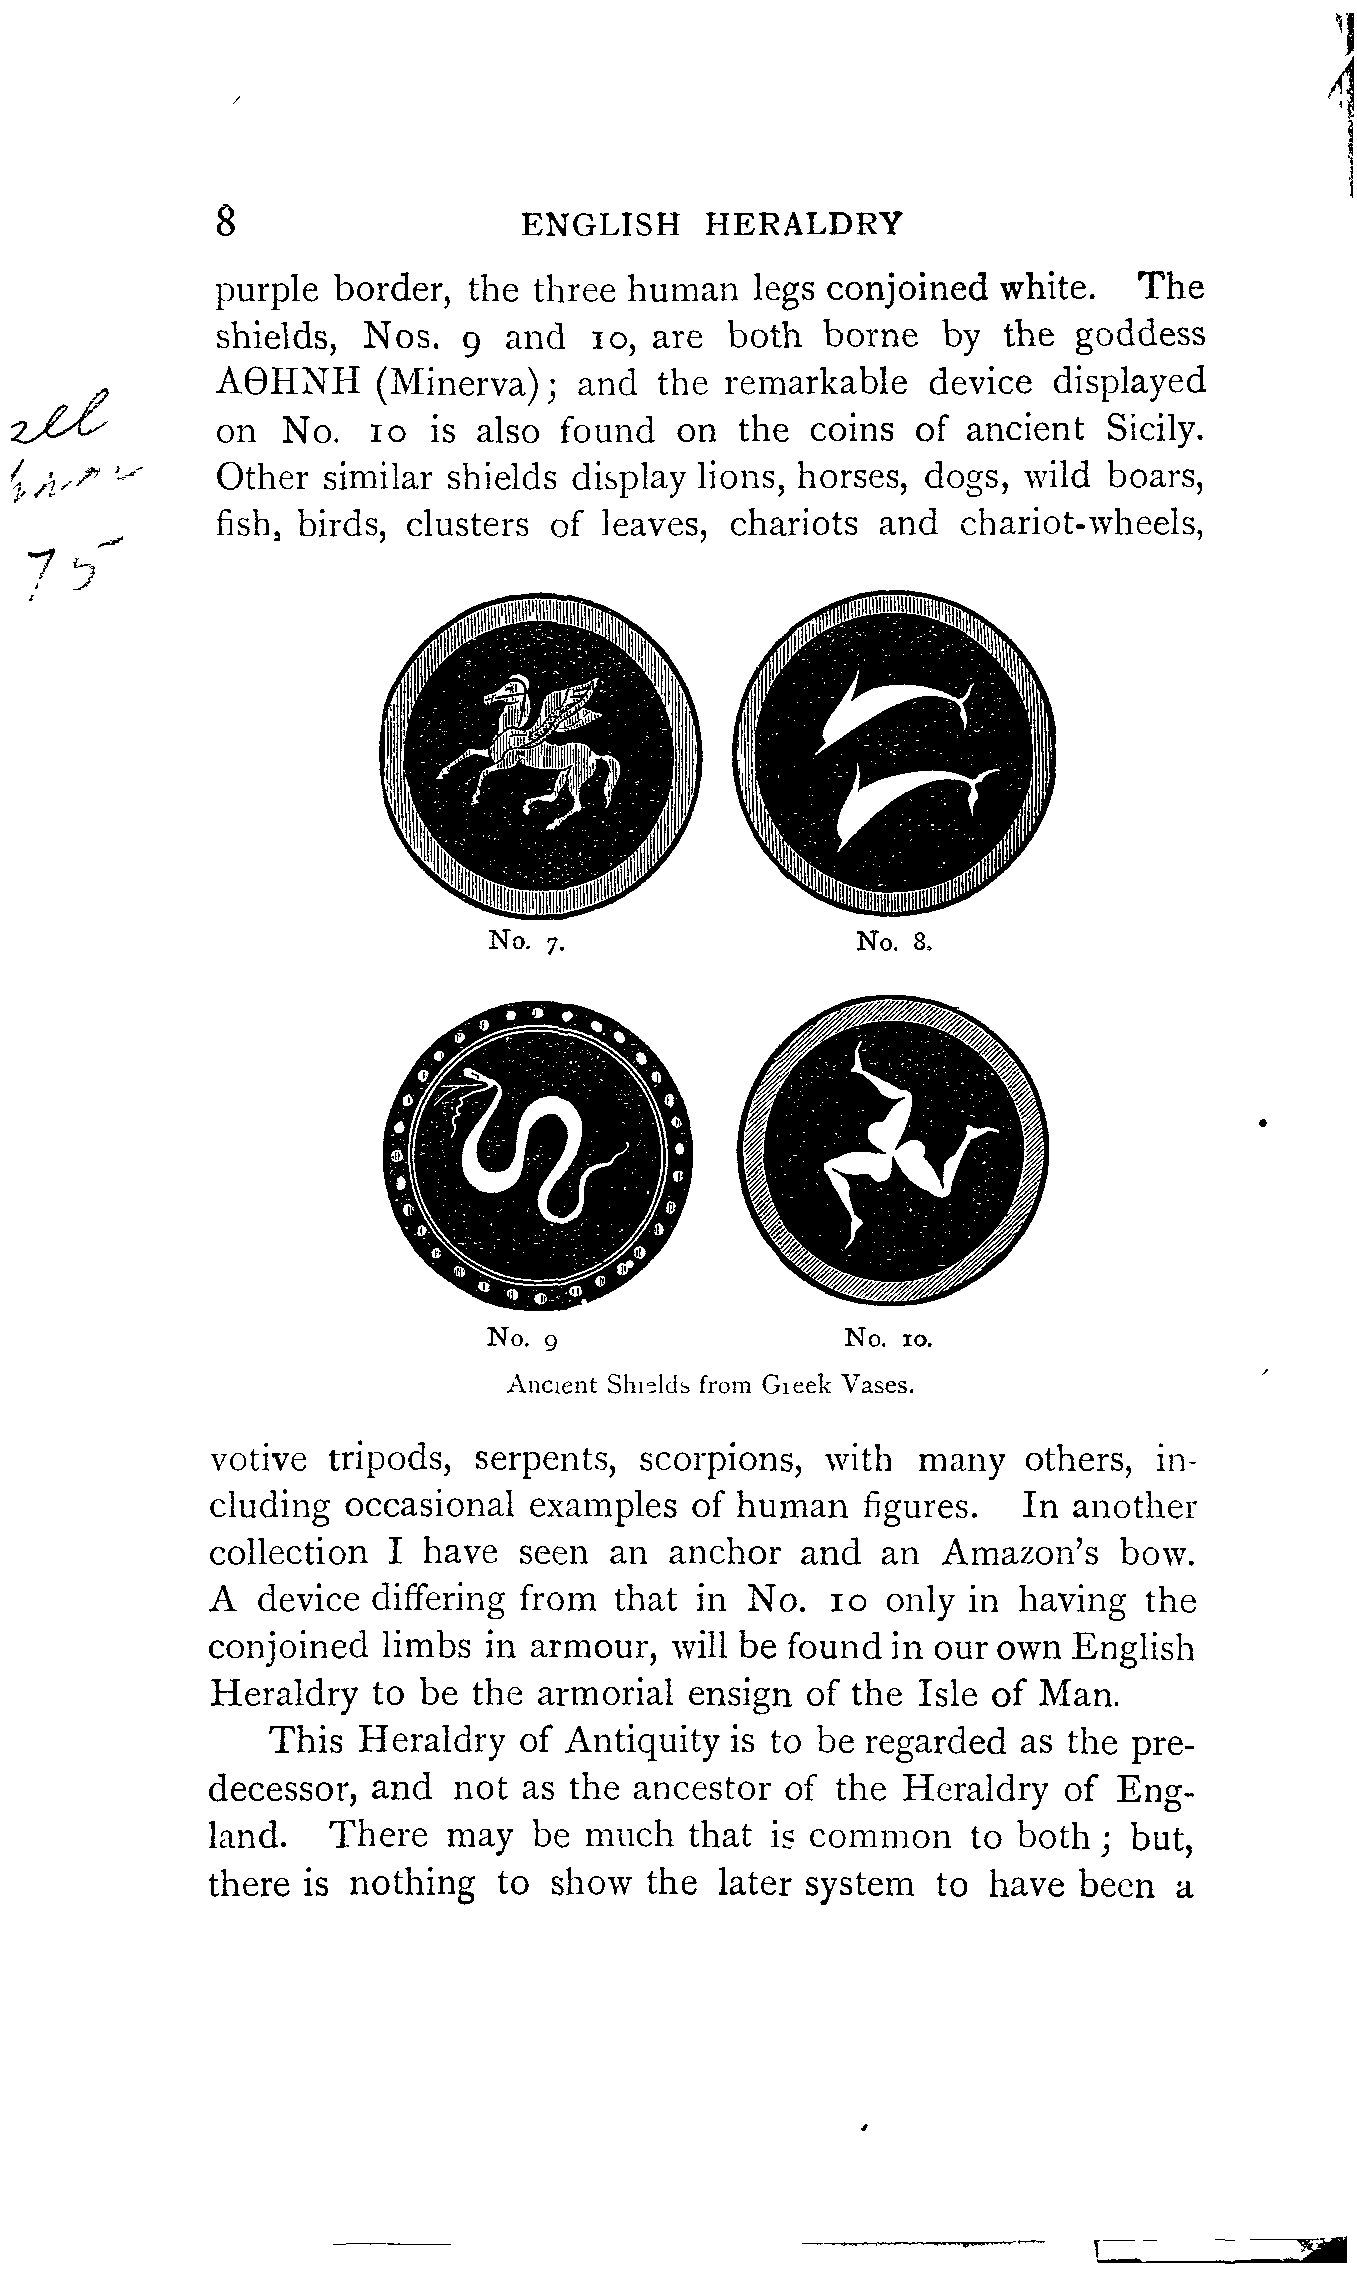 8 ENGLISH HERALDRY
purple border, the three human legs conjoined white. The
shields, Nos. 9 and 10, are both borne by the goddess
ΑΘΗΝΗ (Minerva); and the remarkable device displayed
on No. 10 is also found on the coins of ancient Sicily.
Other similar shields display lions, horses, dogs, wild boars,
fish, birds, clusters of leaves, chariots and chariot-wheels,
75
No. 7. No. 8.
No. 9 No. 10.
Ancient Shields from Greek Vases.
votive tripods, serpents, scorpions, with many others, in-
cluding occasional examples of human figures. In another
collection I have seen an anchor and an Amazon's bow.
A device differing from that in No. 10 only in having the
conjoined limbs in armour, will be found in our own English
Heraldry to be the armorial ensign of the Isle of Man.
This Heraldry of Antiquity is to be regarded as the pre-
decessor, and not as the ancestor of the Heraldry of Eng-
land. There may be much that is common to both; but,
there is nothing to show the later system to have been a